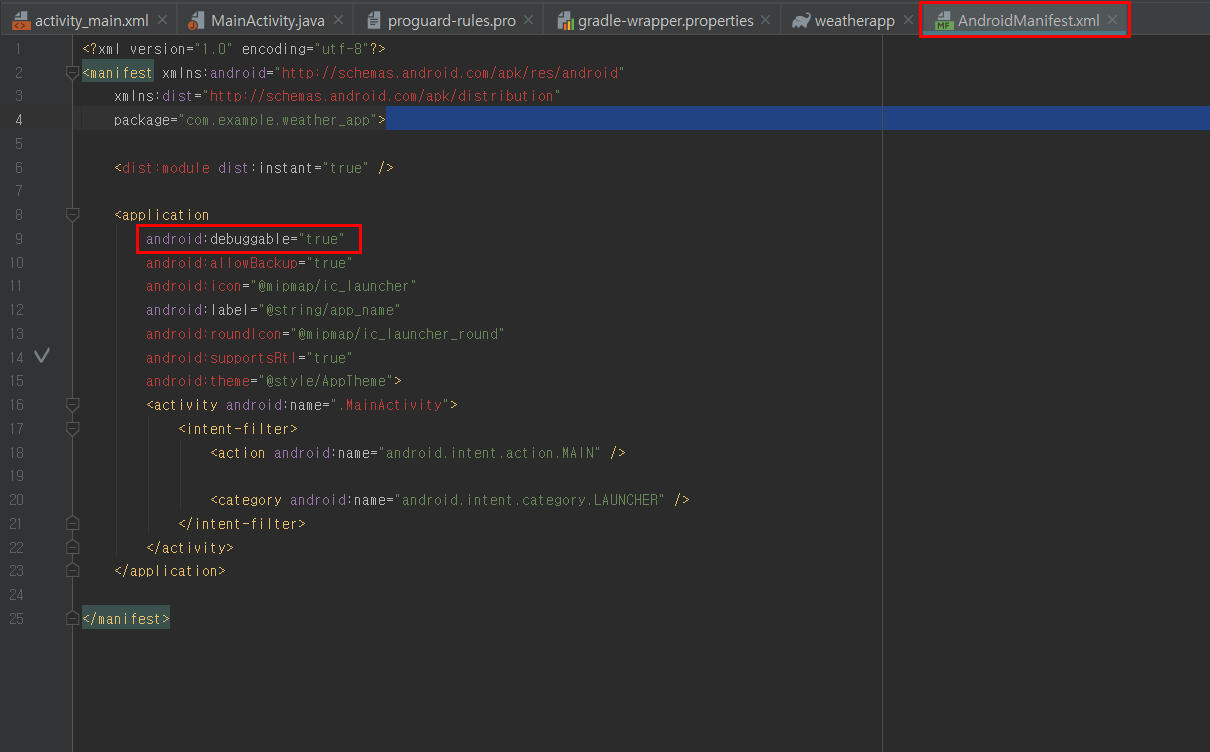 activity_main.xml MainActivity.java proguard-rules.pro gradle-wrapper.properties weatherapp AndroidManifest.xml
1 <?xml version="1.0" encoding="utf-8"?>
2 <manifest xmlns:android="http://schemas.android.com/apk/res/android"
3 xmlns:dist="http://schemas.android.com/apk/distribution"
4 package="com.example.weather_app">
5
6 <dist:module dist:instant="true" />
7
8 <application
9 android:debuggable="true"
10 android:allowBackup="true"
11 android:icon="@mipmap/ic_launcher"
12 android:label="@string/app_name"
13 android:roundIcon="@mipmap/ic_launcher_round"
14 android:supportsRtl="true"
15 android:theme="@style/AppTheme">
16 <activity android:name=".MainActivity">
17 <intent-filter>
18 <action android:name="android.intent.action.MAIN" />
19
20 <category android:name="android.intent.category.LAUNCHER" />
21 </intent-filter>
22 </activity>
23 </application>
24
25 </manifest>